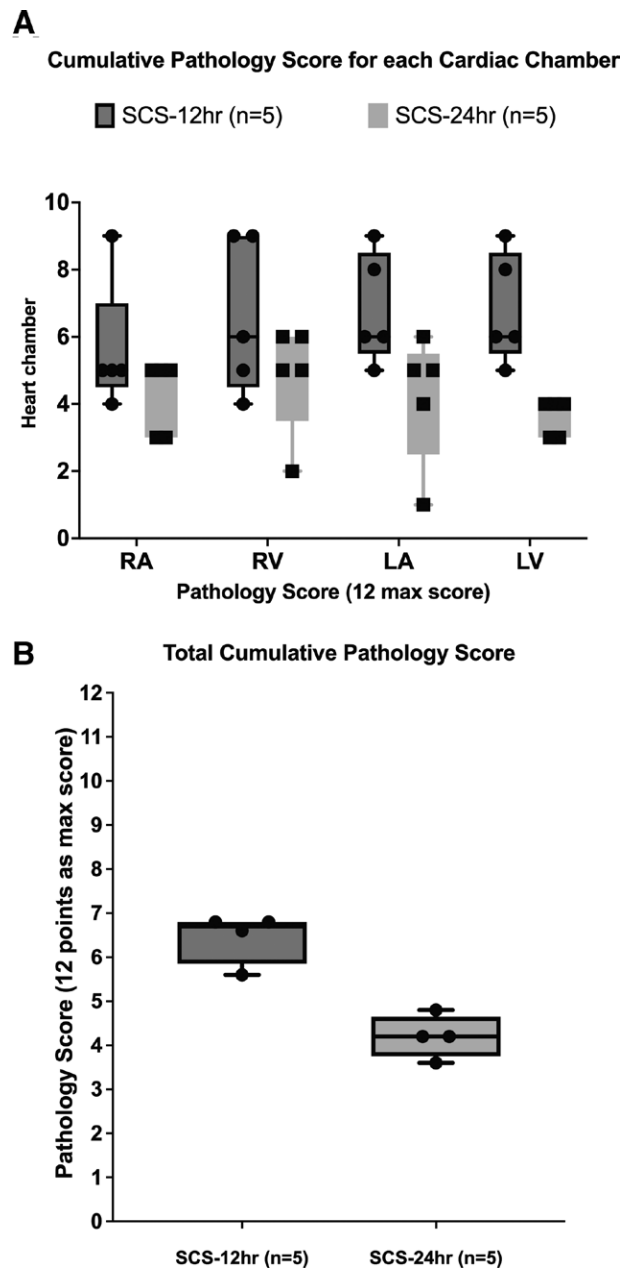 A
Cumulative Pathology Score for each Cardiac Chamber
SCS-12hr (n=5) SCS-24hr (n=5)
Heart chamber
10
8
6
4
2
0
RA RV LA LV
Pathology Score (12 max score)
B
Total Cumulative Pathology Score
Pathology Score (12 points as max score)
12
11
10
9
8
7
6
5
4
3
2
1
0
SCS-12hr (n=5) SCS-24hr (n=5)